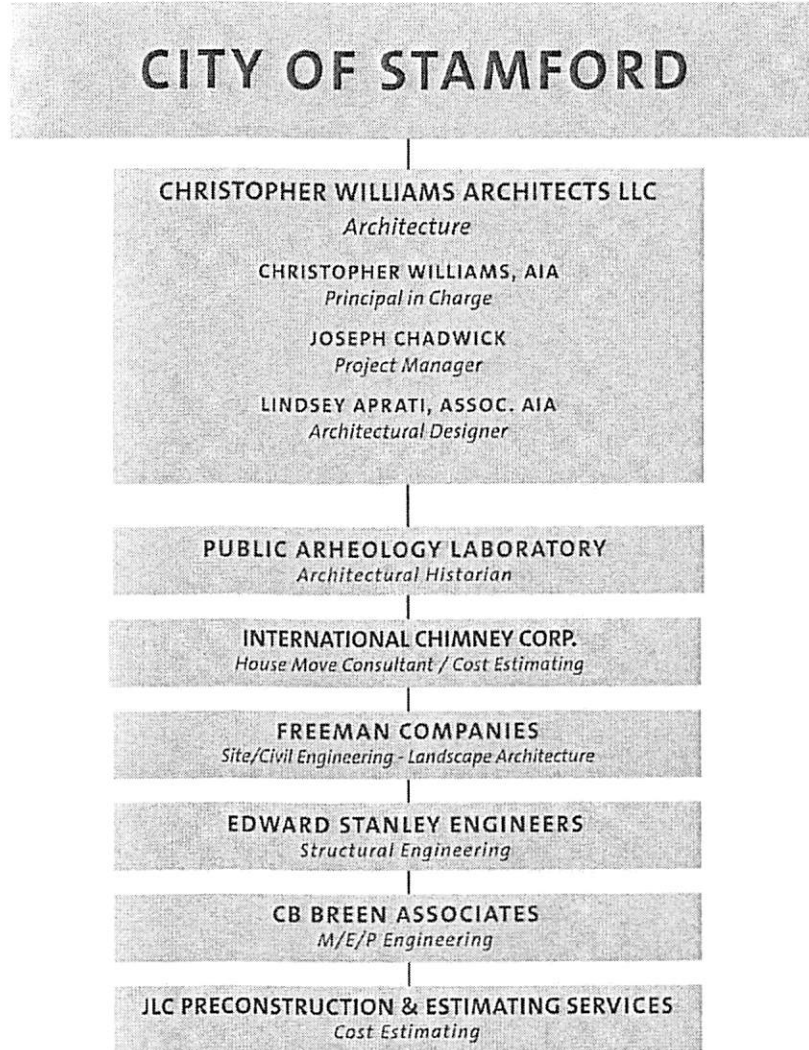 CITY OF STAMFORD
CHRISTOPHER WILLIAMS ARCHITECTS LLC
Architecture
CHRISTOPHER WILLIAMS, AIA
Principal in Charge
JOSEPH CHADWICK
Project Manager
LINDSEY APRATI, ASSOC. AIA
Architectural Designer
PUBLIC ARHEOLOGY LABORATORY
Architectural Historian
INTERNATIONAL CHIMNEY CORP.
House Move Consultant / Cost Estimating
FREEMAN COMPANIES
Site/Civil Engineering - Landscape Architecture
EDWARD STANLEY ENGINEERS
Structural Engineering
CB BREEN ASSOCIATES
M/E/P Engineering
JLC PRECONSTRUCTION & ESTIMATING SERVICES
Cost Estimating